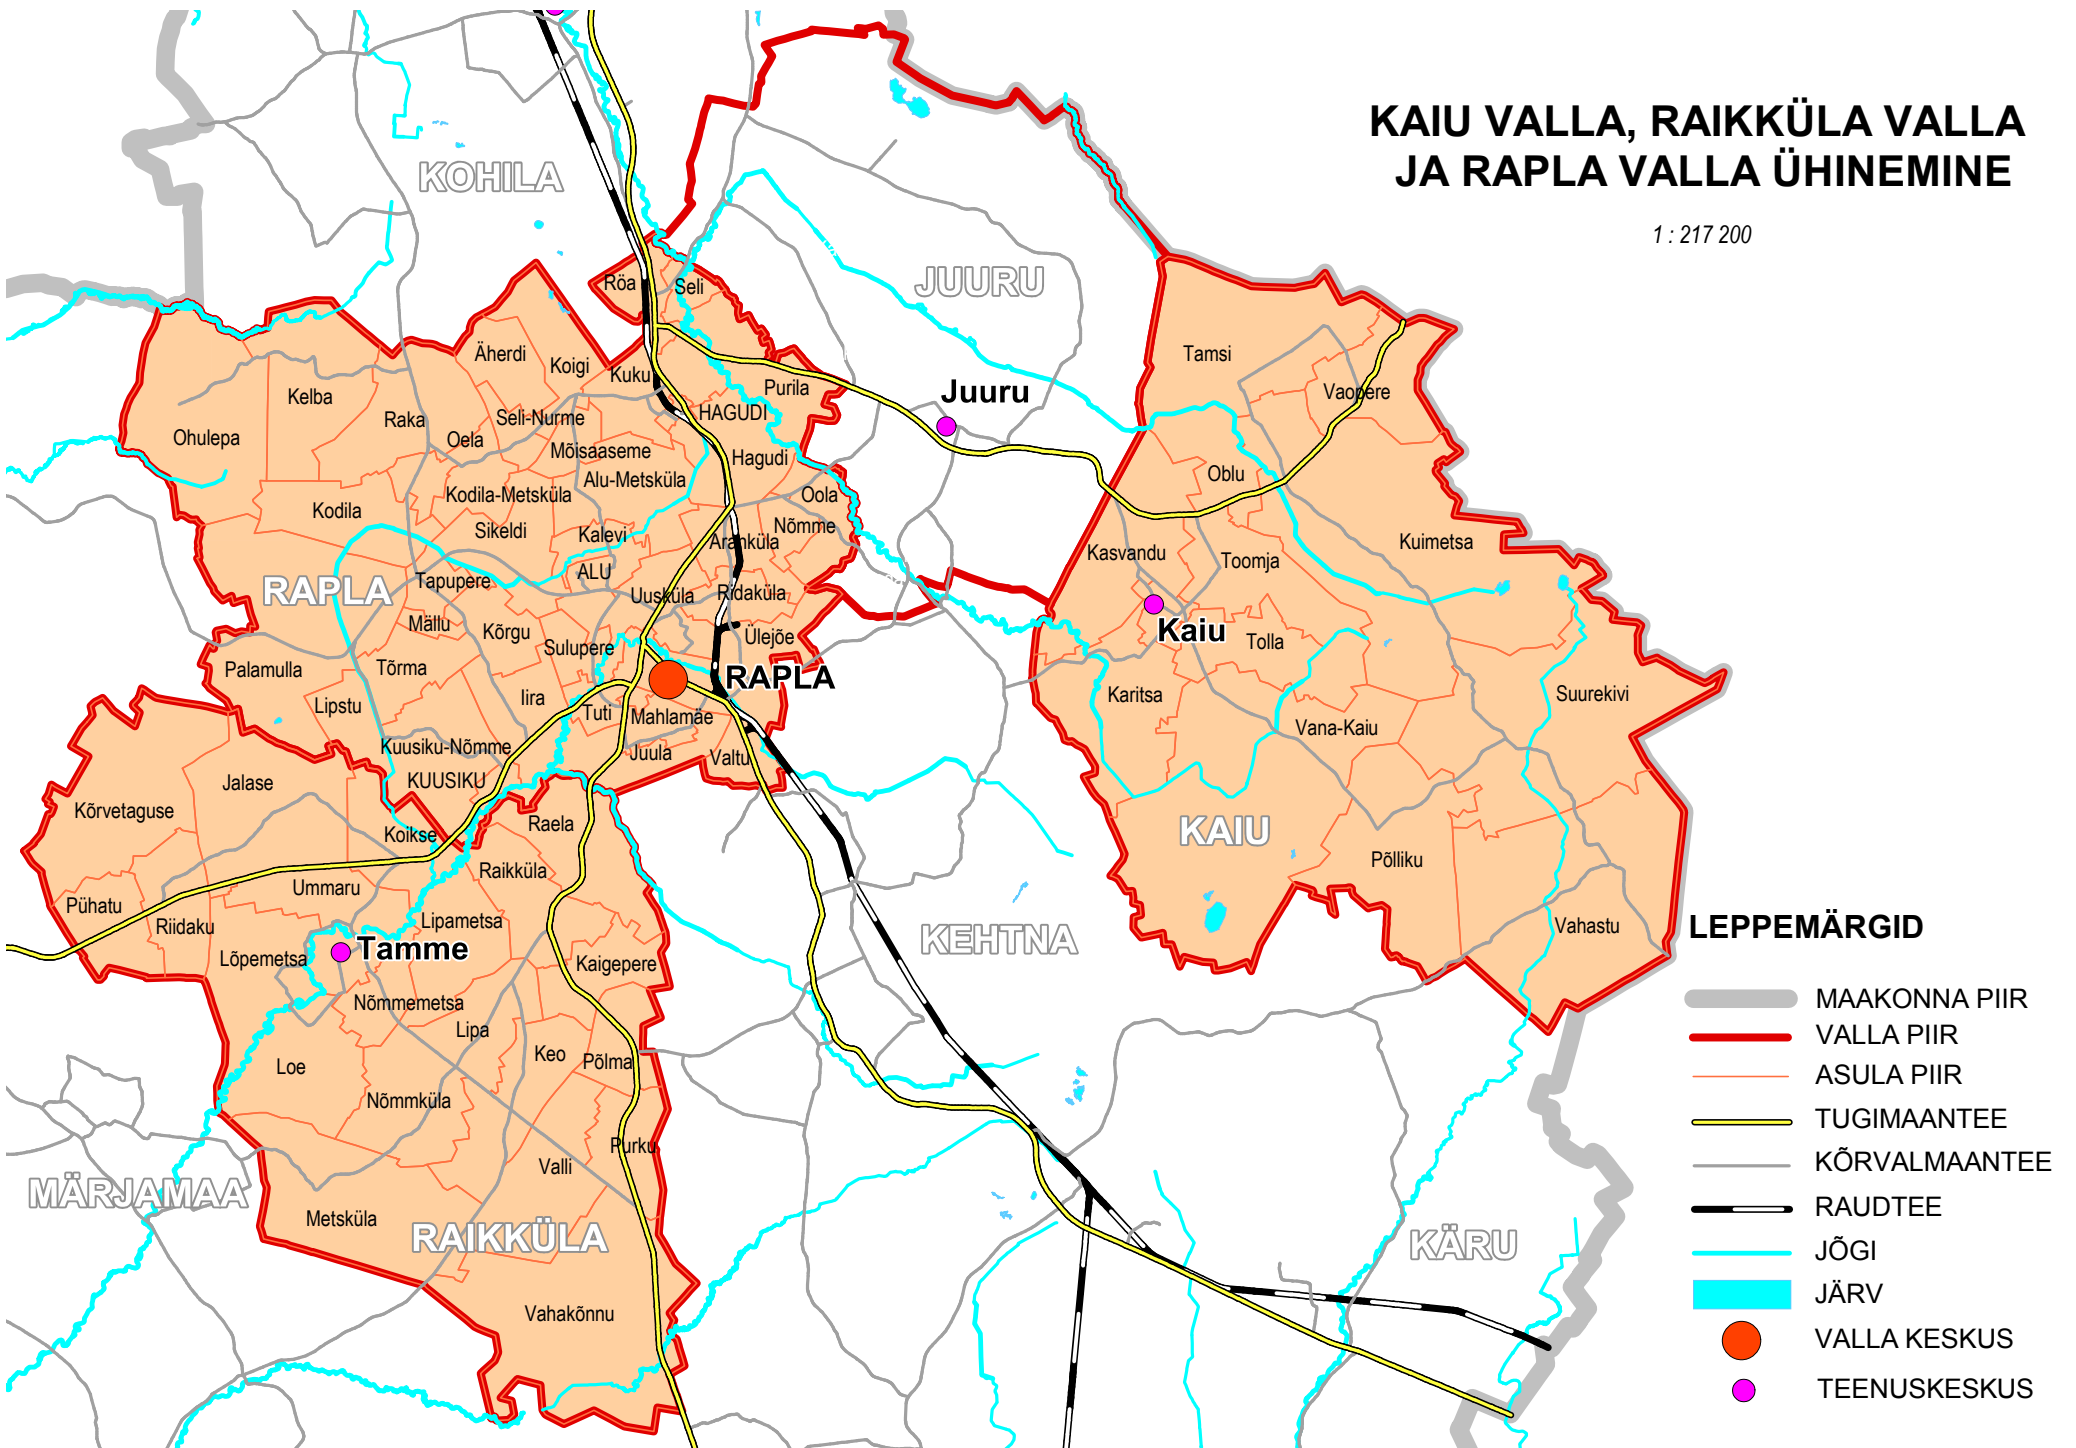 KAIU VALLA, RAIKKÜLA VALLA
JA RAPLA VALLA ÜHINEMINE
1 : 217 200
KOHILA
JUURU
Röa
Seli
Äherdi
Koigi
Kuku
Purila
Kelba
Raka
HAGUDI
Juuru
Tamsi
Vaopere
Ohulepa
Oela
Seli-Nurme
Mõisaaseme
Hagudi
Alu-Metsküla
Kodila-Metsküla
Oola
Oblu
Kodila
Sikeldi
Kalevi
Nõmme
Aranküla
Kuimetsa
Kasvandu
Toomja
RAPLA
Tapupere
ALU
Uusküla
Ridaküla
Mällu
Kõrgu
Sulupere
Ülejõe
Kaiu
Tolla
Palamulla
Tõrma
RAPLA
Lipstu
Iira
Tuti
Mahlamäe
Karitsa
Suurekivi
Vana-Kaiu
Kuusiku-Nõmme
Juula
Valtu
KUUSIKU
Jalase
Kõrvetaguse
Koikse
Raela
KAIU
Raikküla
Põlliku
Ummaru
Pühatu
Riidaku
Lipametsa
Vahastu
Lõpemetsa
Tamme
Kaigepere
KEHTNA
Nõmmemetsa
Lipa
Loe
Keo
Põlma
Nõmmküla
Purku
Valli
MÄRJAMAA
Metsküla
RAIKKÜLA
KÄRU
Vahakõnnu
LEPPEMÄRGID
MAAKONNA PIIR
VALLA PIIR
ASULA PIIR
TUGIMAANTEE
KÕRVALMAANTEE
RAUDTEE
JÕGI
JÄRV
VALLA KESKUS
TEENUSKESKUS